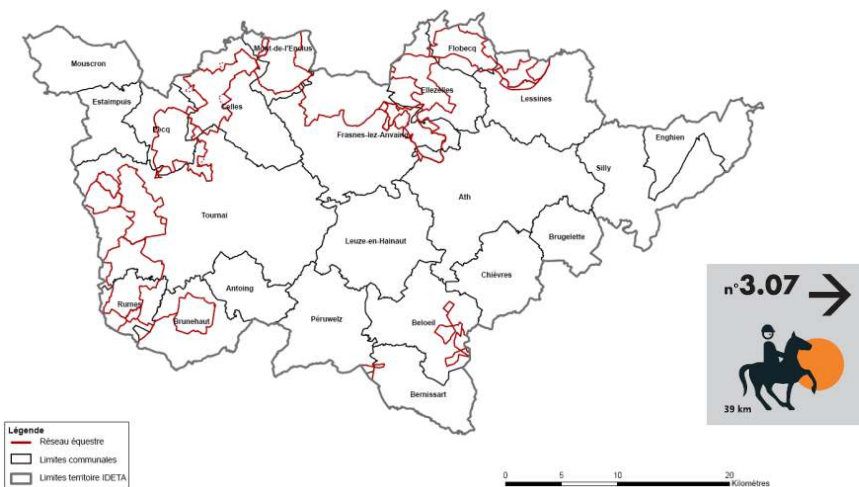 Mouscron
Mont-de-l'Enclus
Flobecq
Estaimpuis
Celles
Ellezelles
Lessines
Pecq
Frasnes-lez-Anvaing
Enghien
Silly
Ath
Tournai
Leuze-en-Hainaut
Brugelette
Chièvres
Antoing
Rumes
Brunehaut
Péruwelz
Beloeil
Bernissart
n°3.07
39 km
Légende
Réseau équestre
Limites communales
Limites territoire IDETA
0 5 10 20
Kilomètres